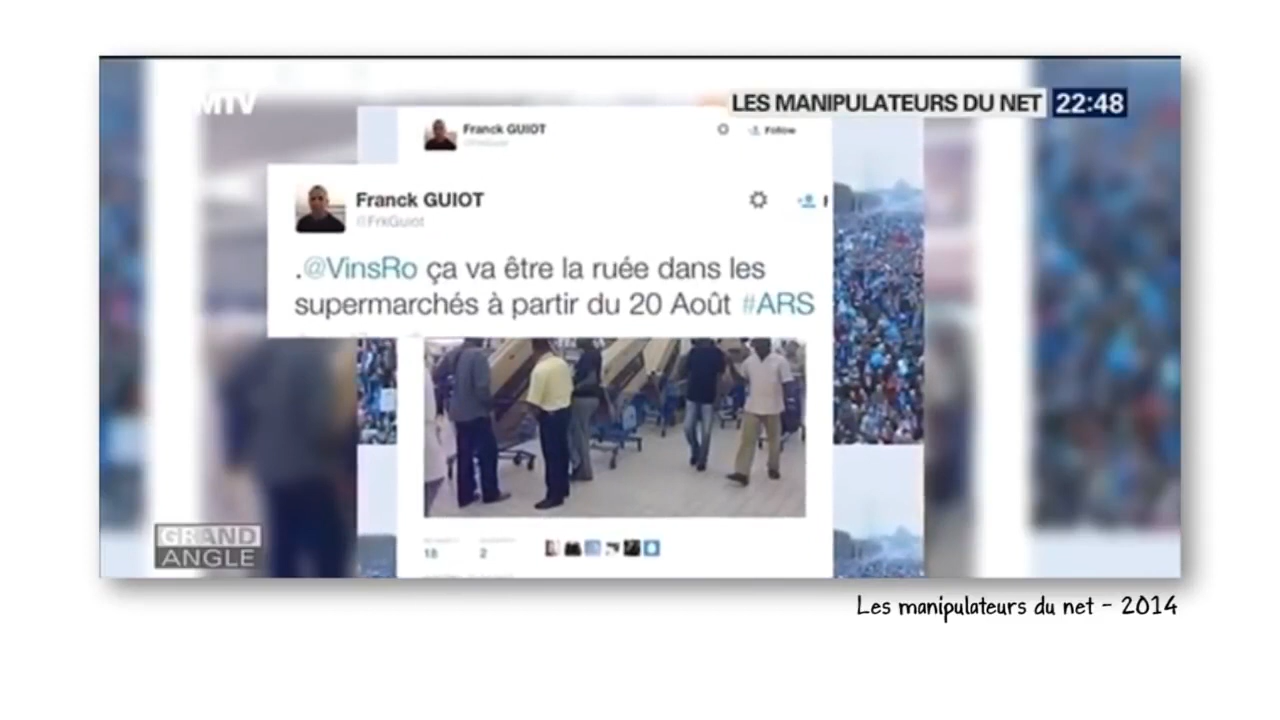 MTV
LES MANIPULATEURS DU NET 22:48
Franck GUIOT
Follow
Franck GUIOT
@FrkGuiot
.@VinsRo ça va être la ruée dans les
supermarchés à partir du 20 Août #ARS
18 2
GRAND
ANGLE
Les manipulateurs du net - 2014